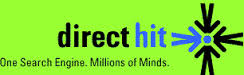 direct hit
One Search Engine. Millions of Minds.